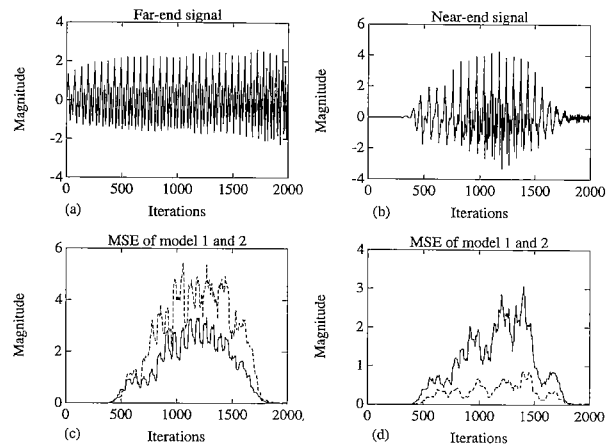 Far-end signal
4
2
0
-2
-4
Magnitude
0
500
1000
1500
2000
(a)
Iterations
Near-end signal
6
4
2
0
-2
-4
Magnitude
0
500
1000
1500
2000
(b)
Iterations
MSE of model 1 and 2
6
4
2
0
Magnitude
0
500
1000
1500
2000
(c)
Iterations
MSE of model 1 and 2
4
3
2
1
0
Magnitude
0
500
1000
1500
2000
(d)
Iterations